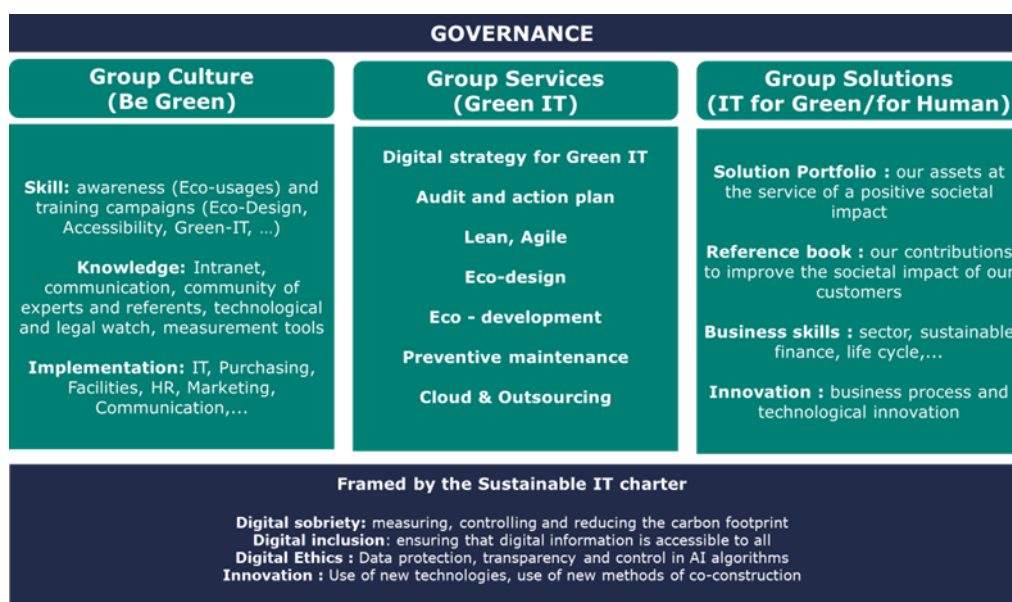 GOVERNANCE
Group Culture
(Be Green)
Skill: awareness (Eco-usages) and
training campaigns (Eco-Design,
Accessibility, Green-IT, ...)
Knowledge: Intranet,
communication, community of
experts and referents, technological
and legal watch, measurement tools
Implementation: IT, Purchasing,
Facilities, HR, Marketing,
Communication,...
Group Services
(Green IT)
Digital strategy for Green IT
Audit and action plan
Lean, Agile
Eco-design
Eco - development
Preventive maintenance
Cloud & Outsourcing
Group Solutions
(IT for Green/for Human)
Solution Portfolio : our assets at
the service of a positive societal
impact
Reference book : our contributions
to improve the societal impact of our
customers
Business skills : sector, sustainable
finance, life cycle,...
Innovation : business process and
technological innovation
Framed by the Sustainable IT charter
Digital sobriety: measuring, controlling and reducing the carbon footprint
Digital inclusion: ensuring that digital information is accessible to all
Digital Ethics : Data protection, transparency and control in AI algorithms
Innovation : Use of new technologies, use of new methods of co-construction